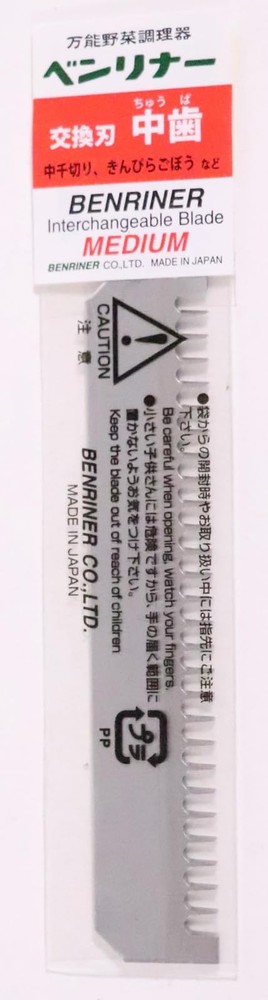 万能野菜調理器
ベンリナー
ちゅう ば
交換刃 中歯
中千切り、きんぴらごぼう など
BENRINER
Interchangeable Blade
MEDIUM
BENRINER CO.,LTD. MADE IN JAPAN
CAUTION
注意
●袋からの開封時やお取り扱い中には指先にご注意
下さい。
Be careful when opening, watch your fingers.
●小さい子供さんには危険ですから、手の届く範囲に
置かないようお気をつけ下さい。
Keep the blade out of reach of children
BENRINER CO.,LTD.
MADE IN JAPAN
プラ
PP